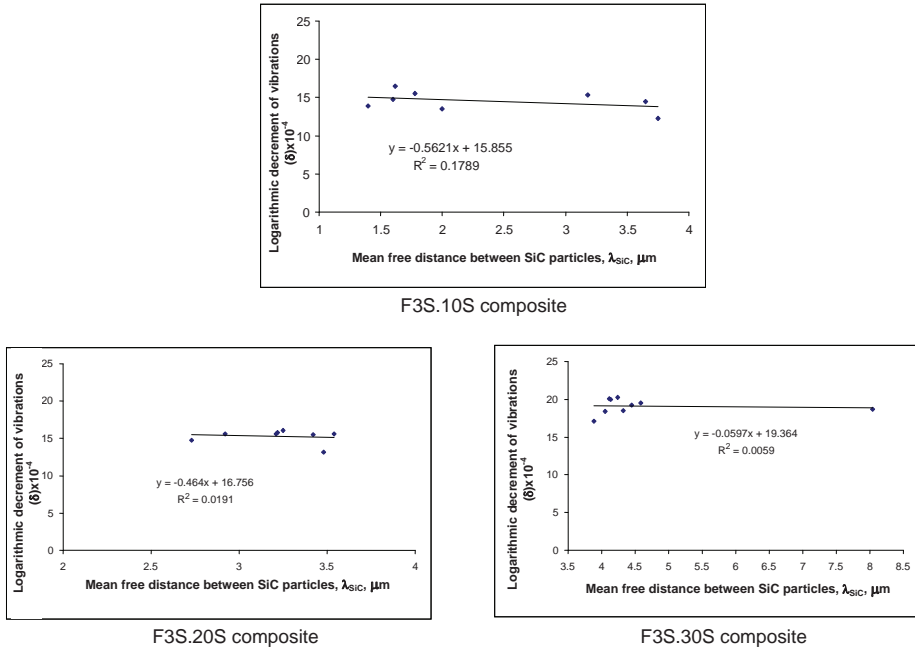 Logarithmic decrement of vibrations
(δ)x10⁻⁴
25
20
15
10
5
0
y = -0.5621x + 15.855
R² = 0.1789
1 1.5 2 2.5 3 3.5 4
Mean free distance between SiC particles, λSiC, μm
F3S.10S composite
Logarithmic decrement of vibrations
(δ)x10⁻⁴
25
20
15
10
5
0
y = -0.464x + 16.756
R² = 0.0191
2 2.5 3 3.5 4
Mean free distance between SiC particles, λSiC, μm
F3S.20S composite
Logarithmic decrement of vibrations
(δ)x10⁻⁴
25
20
15
10
5
0
y = -0.0597x + 19.364
R² = 0.0059
3.5 4 4.5 5 5.5 6 6.5 7 7.5 8 8.5
Mean free distance between SiC particles, λSiC, μm
F3S.30S composite